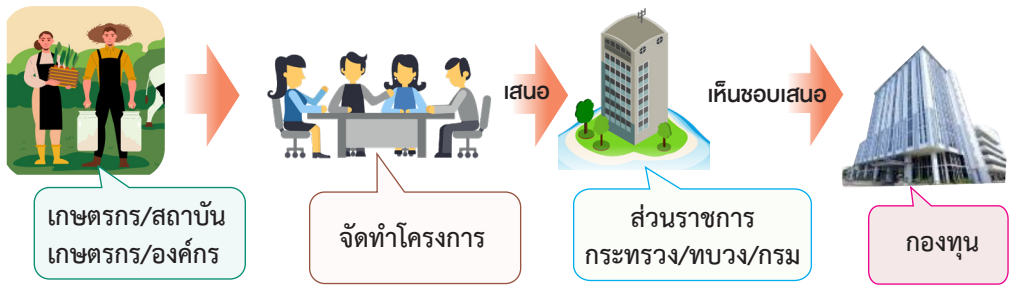 เสนอ
เห็นชอบเสนอ
เกษตรกร/สถาบัน
เกษตรกร/องค์กร
จัดทำโครงการ
ส่วนราชการ
กระทรวง/ทบวง/กรม
กองทุน